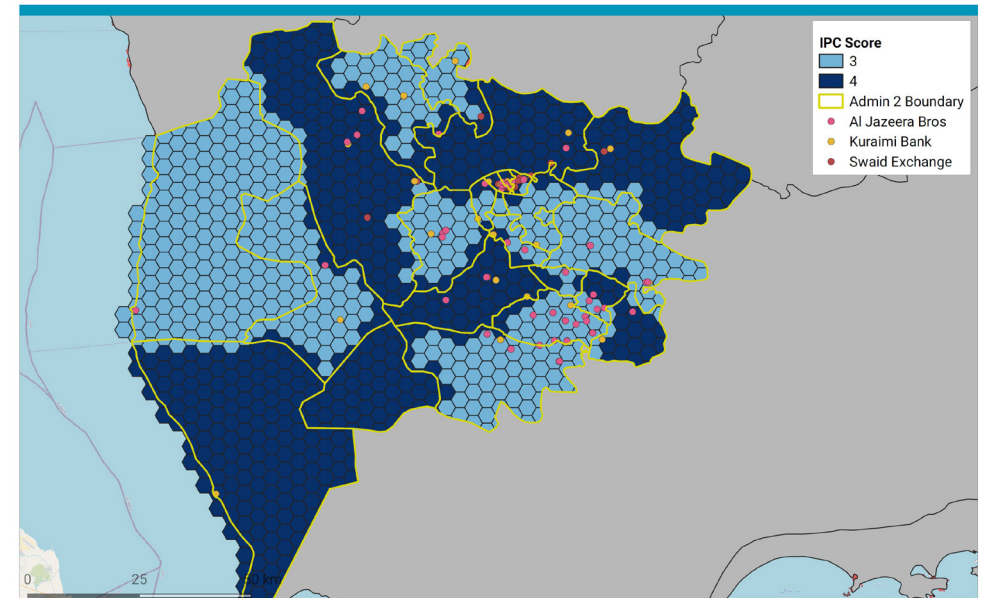 IPC Score
3
4
Admin 2 Boundary
Al Jazeera Bros
Kuraimi Bank
Swaid Exchange
0
25
50 km